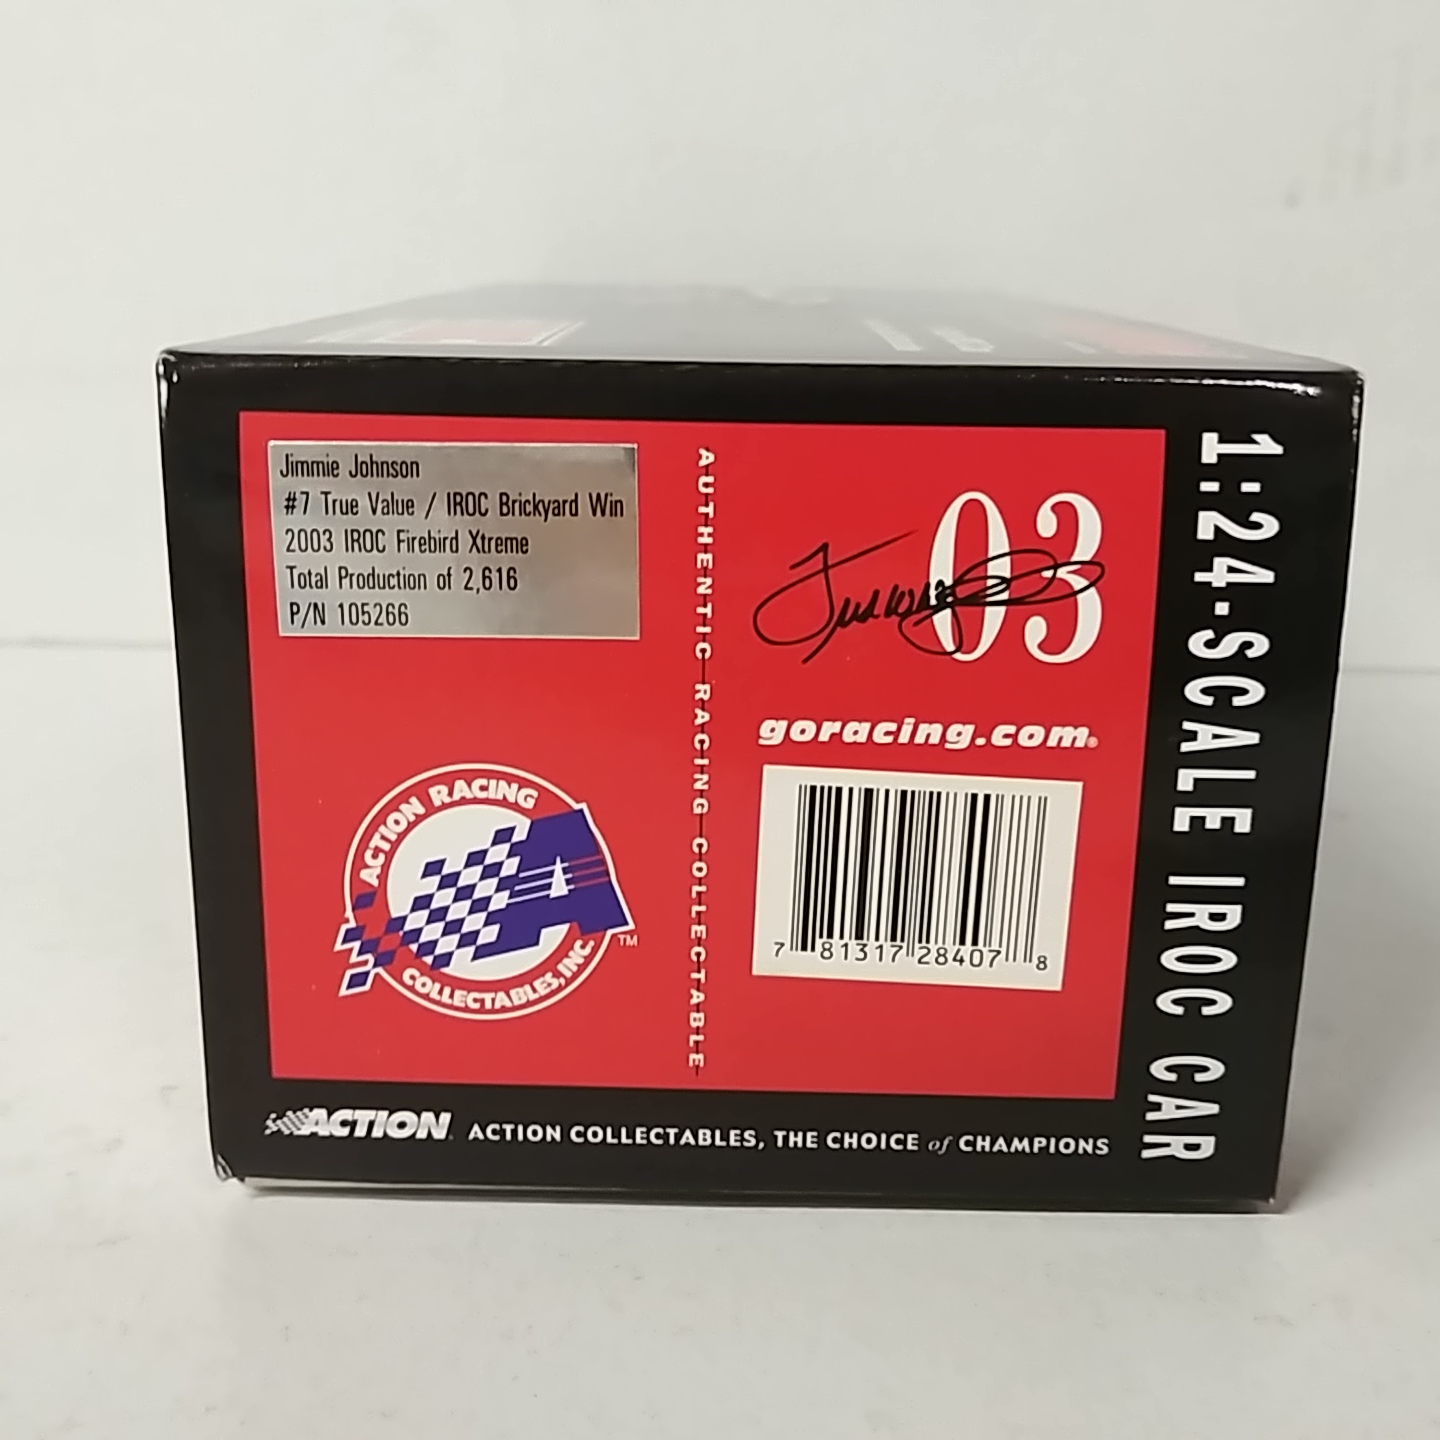 Jimmie Johnson
#7 True Value / IROC Brickyard Win
2003 IROC Firebird Xtreme
Total Production of 2,616
P/N 105266
ACTION RACING
COLLECTABLES, INC.
TM
AUTHENTIC RACING COLLECTABLE
03
goracing.com®
7 81317 28407 8
1:24-SCALE IROC CAR
ACTION
ACTION COLLECTABLES, THE CHOICE of CHAMPIONS